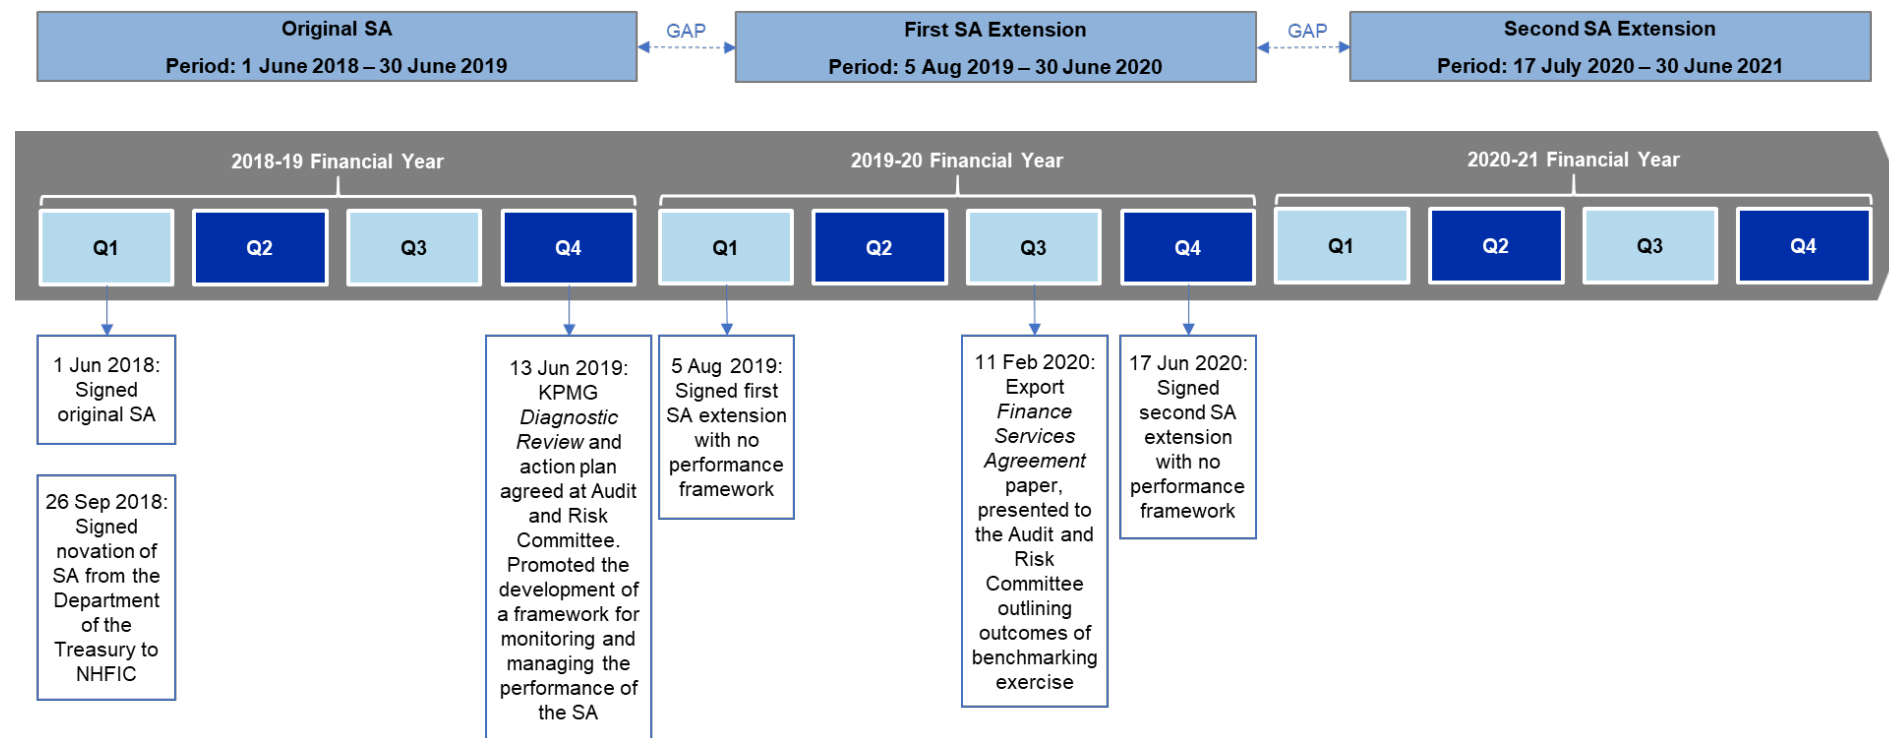 Original SA
Period: 1 June 2018 – 30 June 2019
GAP
First SA Extension
Period: 5 Aug 2019 – 30 June 2020
GAP
Second SA Extension
Period: 17 July 2020 – 30 June 2021
2018-19 Financial Year
2019-20 Financial Year
2020-21 Financial Year
Q1
Q2
Q3
Q4
Q1
Q2
Q3
Q4
Q1
Q2
Q3
Q4
1 Jun 2018:
Signed
original SA
26 Sep 2018:
Signed
novation of
SA from the
Department
of the
Treasury to
NHFIC
13 Jun 2019:
KPMG
Diagnostic
Review and
action plan
agreed at Audit
and Risk
Committee.
Promoted the
development of
a framework for
monitoring and
managing the
performance of
the SA
5 Aug 2019:
Signed first
SA extension
with no
performance
framework
11 Feb 2020:
Export
Finance
Services
Agreement
paper,
presented to
the Audit and
Risk
Committee
outlining
outcomes of
benchmarking
exercise
17 Jun 2020:
Signed
second SA
extension
with no
performance
framework